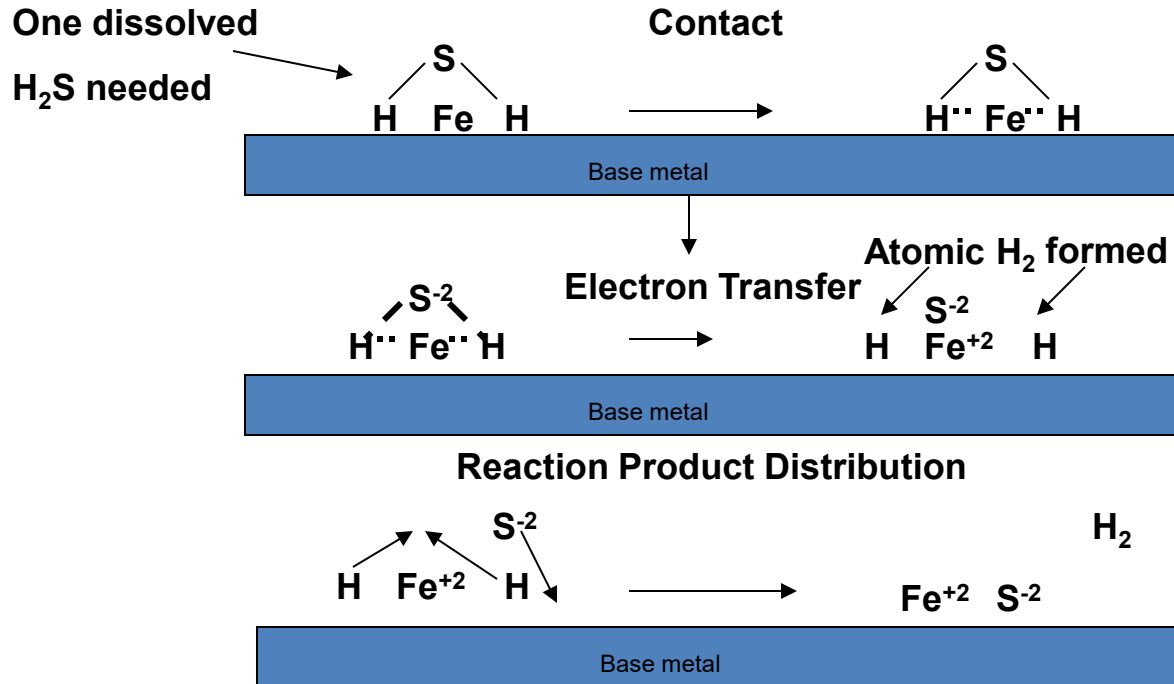 One dissolved
H₂S needed
Contact
S
H Fe H
S
H Fe H
Base metal
Electron Transfer
Atomic H₂ formed
S⁻²
H Fe H
S⁻²
H Fe⁺² H
Base metal
Reaction Product Distribution
S⁻²
H Fe⁺² H
H₂
Fe⁺² S⁻²
Base metal